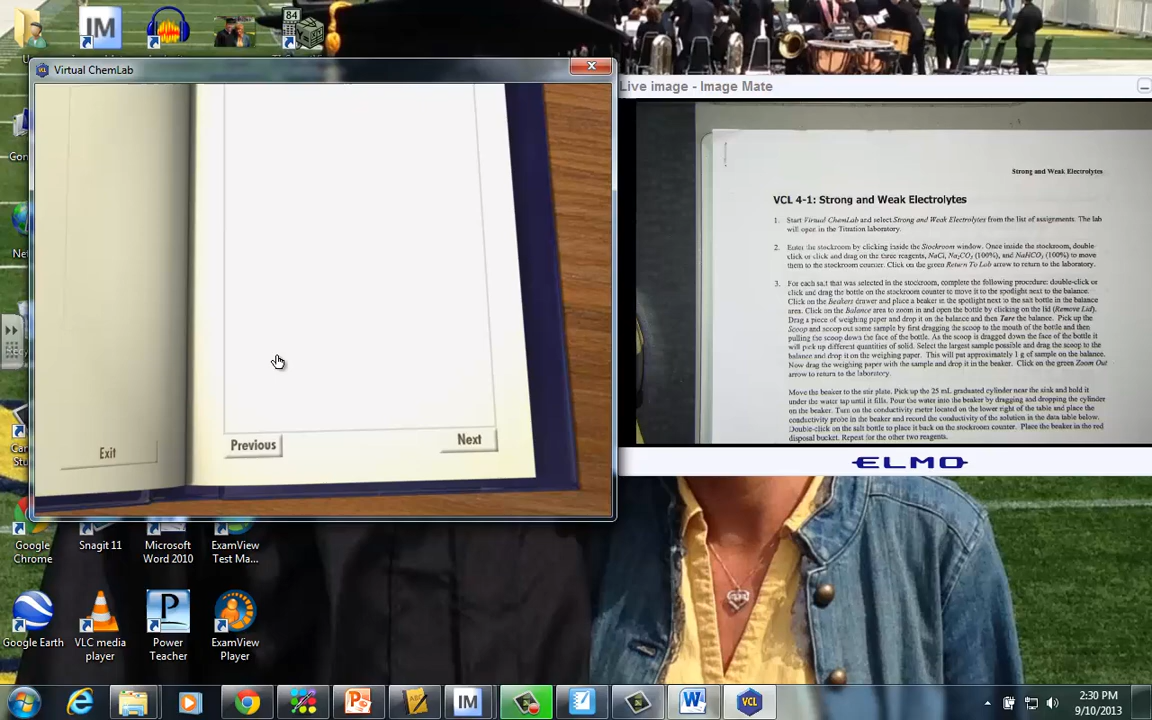 84
IM
Virtual ChemLab
Live image - Image Mate
Exit
Previous
Next
Strong and Weak Electrolytes
VCL 4-1: Strong and Weak Electrolytes
1. Start Virtual ChemLab and select Strong and Weak Electrolytes from the list of assignments. The lab
will open in the Titration laboratory.
2. Enter the stockroom by clicking inside the Stockroom window. Once inside the stockroom, double-
click or click and drag on the three reagents, NaCl, Na₂CO₃ (100%), and NaHCO₃ (100%) to move
them to the stockroom counter. Click on the green Return To Lab arrow to return to the laboratory.
3. For each salt that was selected in the stockroom, complete the following procedure: double-click or
click and drag the bottle on the stockroom counter to move it to the spotlight next to the balance.
Click on the Beakers drawer and place a beaker in the spotlight next to the salt bottle in the balance
area. Click on the Balance area to zoom in and open the bottle by clicking on the lid (Remove Lid).
Drag a piece of weighing paper and drop it on the balance and then Tare the balance. Pick up the
Scoop and scoop out some sample by first dragging the scoop to the mouth of the bottle and then
pulling the scoop down the face of the bottle. As the scoop is dragged down the face of the bottle it
will pick up different quantities of solid. Select the largest sample possible and drag the scoop to the
balance and drop it on the weighing paper. This will put approximately 1 g of sample on the balance.
Now drag the weighing paper with the sample and drop it in the beaker. Click on the green Zoom Out
arrow to return to the laboratory.
Move the beaker to the stir plate. Pick up the 25 mL graduated cylinder near the sink and hold it
under the water tap until it fills. Pour the water into the beaker by dragging and dropping the cylinder
on the beaker. Turn on the conductivity meter located on the lower right of the table and place the
conductivity probe in the beaker and record the conductivity of the solution in the data table below.
Double-click on the salt bottle to place it back on the stockroom counter. Place the beaker in the red
disposal bucket. Repeat for the other two reagents.
ELMO
Google
Chrome
Snagit 11
Microsoft
Word 2010
ExamView
Test Ma...
Google Earth
VLC media
player
Power
Teacher
ExamView
Player
IM
VCL
2:30 PM
9/10/2013